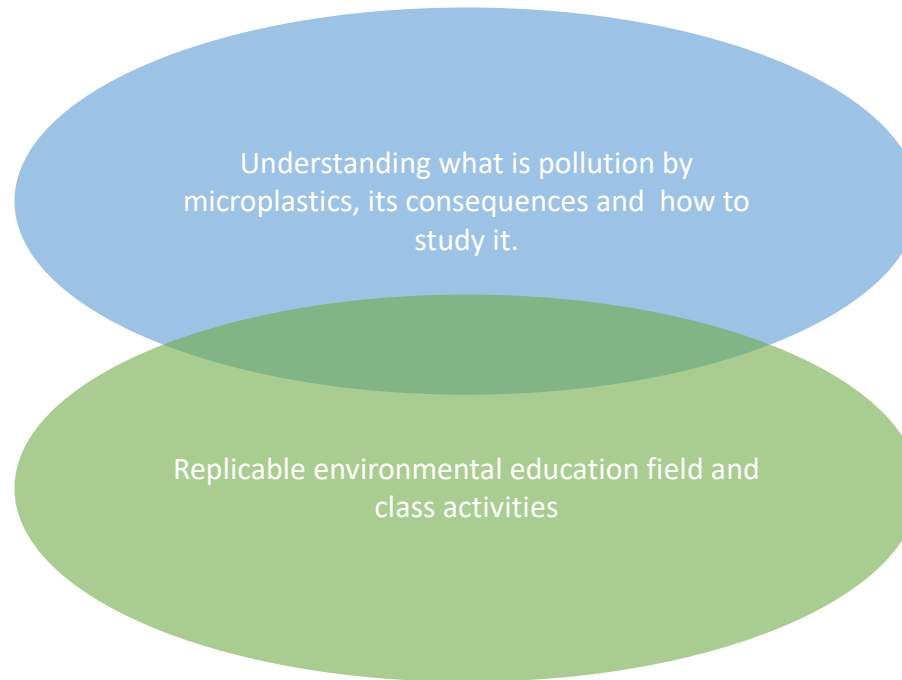 Understanding what is pollution by
microplastics, its consequences and  how to
study it.
Replicable environmental education field and
class activities